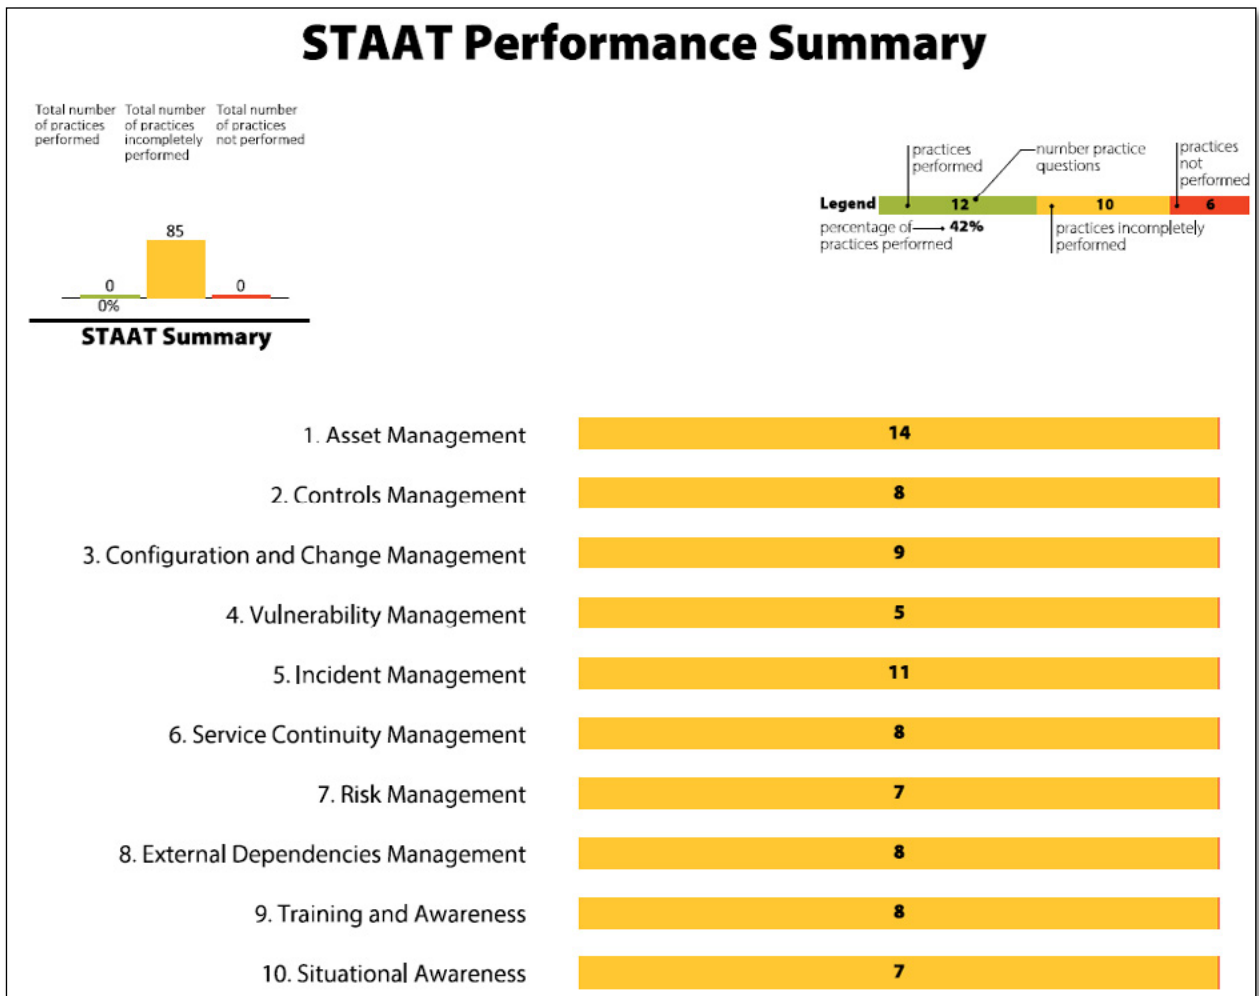 STAAT Performance Summary
Total number
of practices
performed
Total number
of practices
incompletely
performed
Total number
of practices
not performed
practices
performed
number practice
questions
practices
not
performed
Legend 12 10 6
percentage of 42%
practices performed
practices incompletely
performed
85
0 0
0%
STAAT Summary
1. Asset Management 14
2. Controls Management 8
3. Configuration and Change Management 9
4. Vulnerability Management 5
5. Incident Management 11
6. Service Continuity Management 8
7. Risk Management 7
8. External Dependencies Management 8
9. Training and Awareness 8
10. Situational Awareness 7